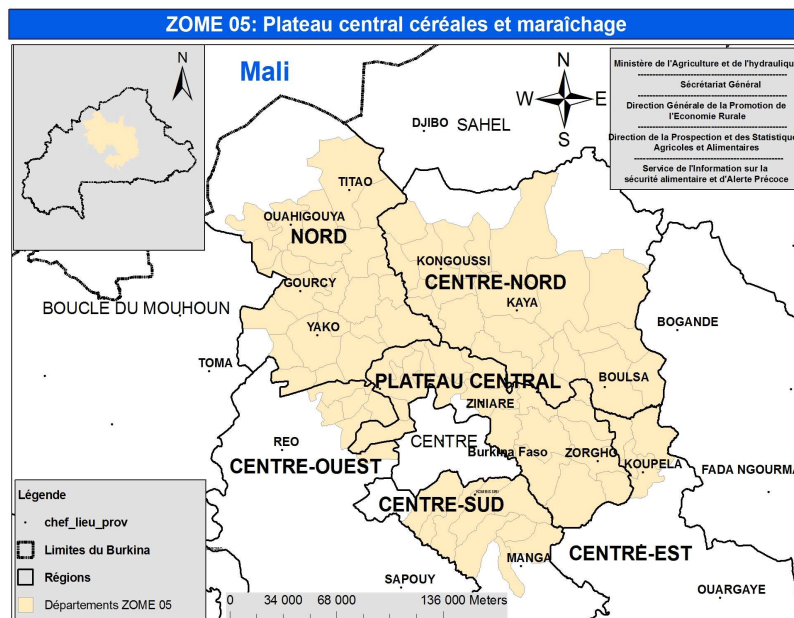 ZOME 05: Plateau central céréales et maraîchage
Mali
N
N
W
E
S
Ministère de l'Agriculture et de l'hydraulique
Sécrétariat Général
Direction Générale de la Promotion de
l'Economie Rurale
Direction de la Prospection et des Statistique
Agricoles et Alimentaires
Service de l'Information sur la
sécurité alimentaire et d'Alerte Précoce
DJIBO
SAHEL
TITAO
OUAHIGOUYA
NORD
KONGOUSSI
CENTRE-NORD
GOURCY
KAYA
BOUCLE DU MOUHOUN
BOGANDE
YAKO
TOMA
PLATEAU CENTRAL
BOULSA
ZINIARE
REO
CENTRE
Burkina Faso
ZORGHO
CENTRE-OUEST
KOUPELA
FADA NGOURMA
CENTRE-SUD
MANGA
CENTRE-EST
SAPOUY
OUARGAYE
Légende
chef_lieu_prov
Limites du Burkina
Régions
Départements ZOME 05
0 34 000 68 000 136 000 Meters